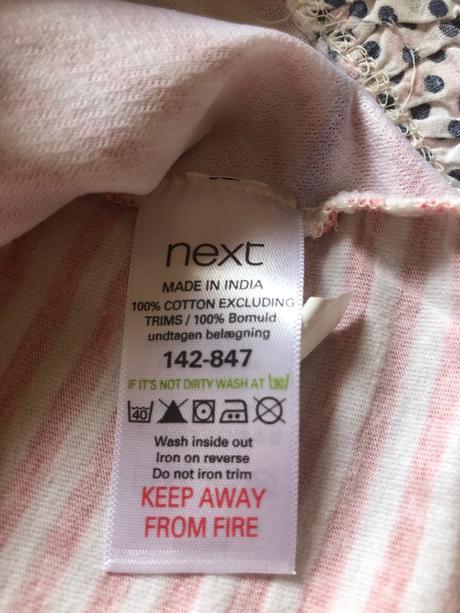 next
MADE IN INDIA
100% COTTON EXCLUDING
TRIMS / 100% Bomuld
undtagen belægning
142-847
IF IT'S NOT DIRTY WASH AT 30
40
Wash inside out
Iron on reverse
Do not iron trim
KEEP AWAY
FROM FIRE